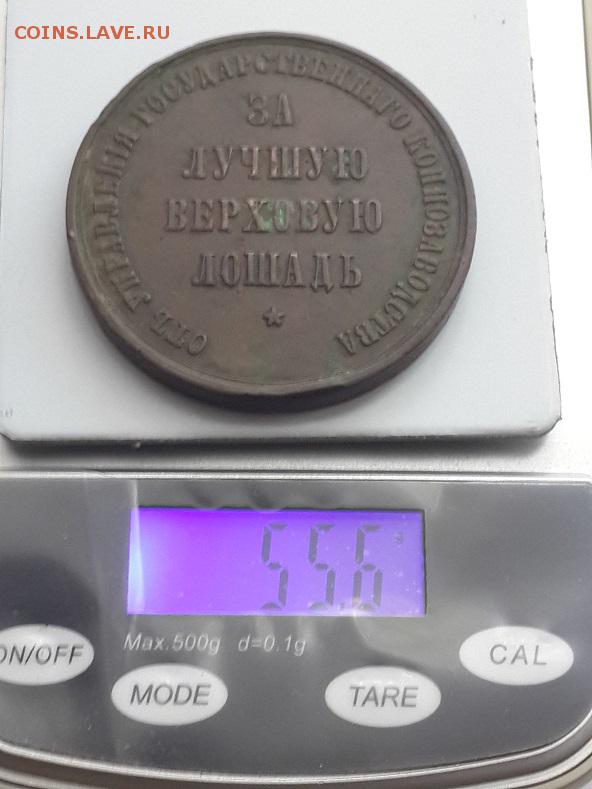 COINS.LAVE.RU
ОТЪ УПРАВЛЕНІЯ ГОСУДАРСТВЕННАГО КОННОЗАВОДСТВА
ЗА
ЛУЧШУЮ
ВЕРХОВУЮ
ЛОШАДЬ
55.6
Max.500g d=0.1g
ON/OFF
MODE
TARE
CAL